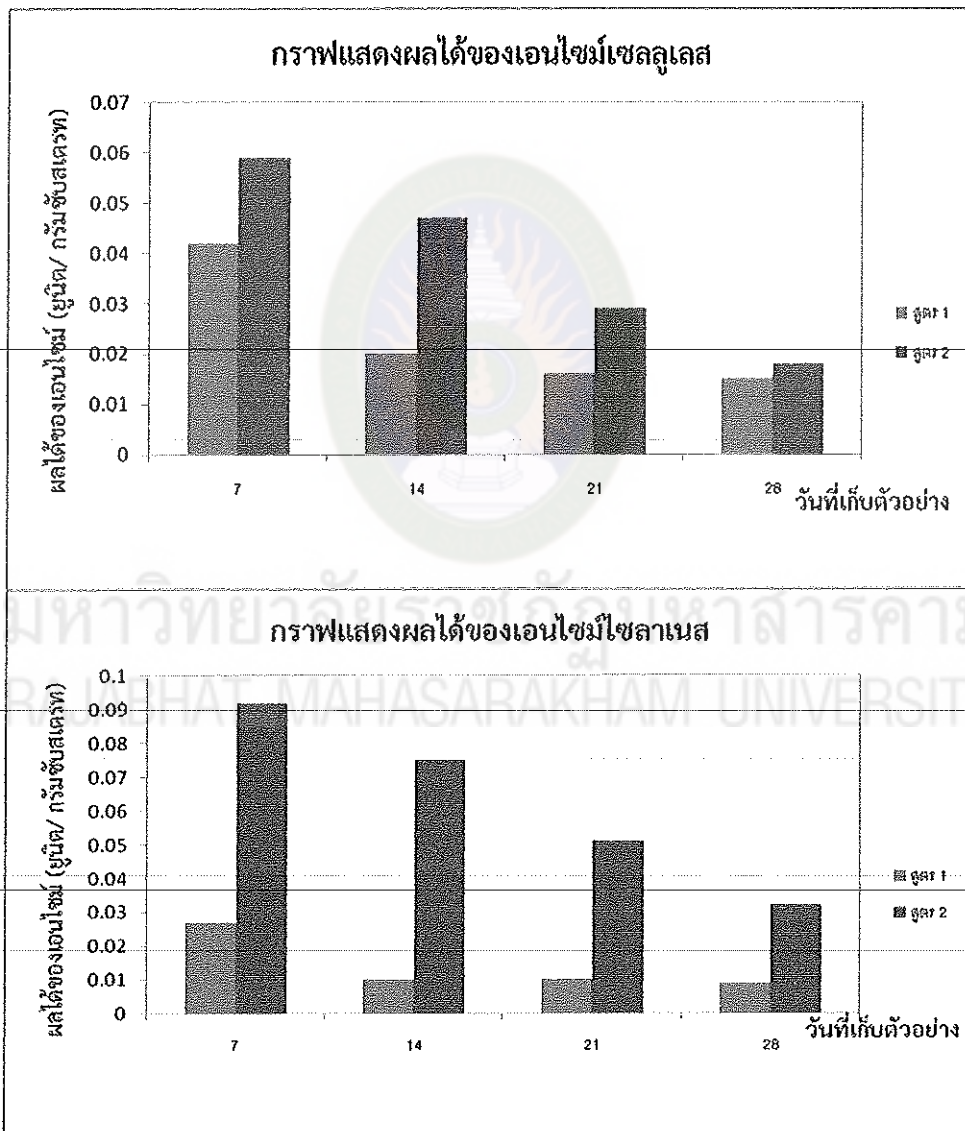 กราฟแสดงผลได้ของเอนไซม์เซลลูเลส
ผลได้ของเอนไซม์ (ยูนิต/ กรัมซับสเตรท)
0.07
0.06
0.05
0.04
0.03
0.02
0.01
0
7 14 21 28
วันที่เก็บตัวอย่าง
สูตร 1
สูตร 2
มหาวิทยาลัยราชภัฏมหาสารคาม
RAJABHAT MAHASARAKHAM UNIVERSIT
กราฟแสดงผลได้ของเอนไซม์ไซลาเนส
ผลได้ของเอนไซม์ (ยูนิต/ กรัมซับสเตรท)
0.1
0.09
0.08
0.07
0.06
0.05
0.04
0.03
0.02
0.01
0
7 14 21 28
วันที่เก็บตัวอย่าง
สูตร 1
สูตร 2